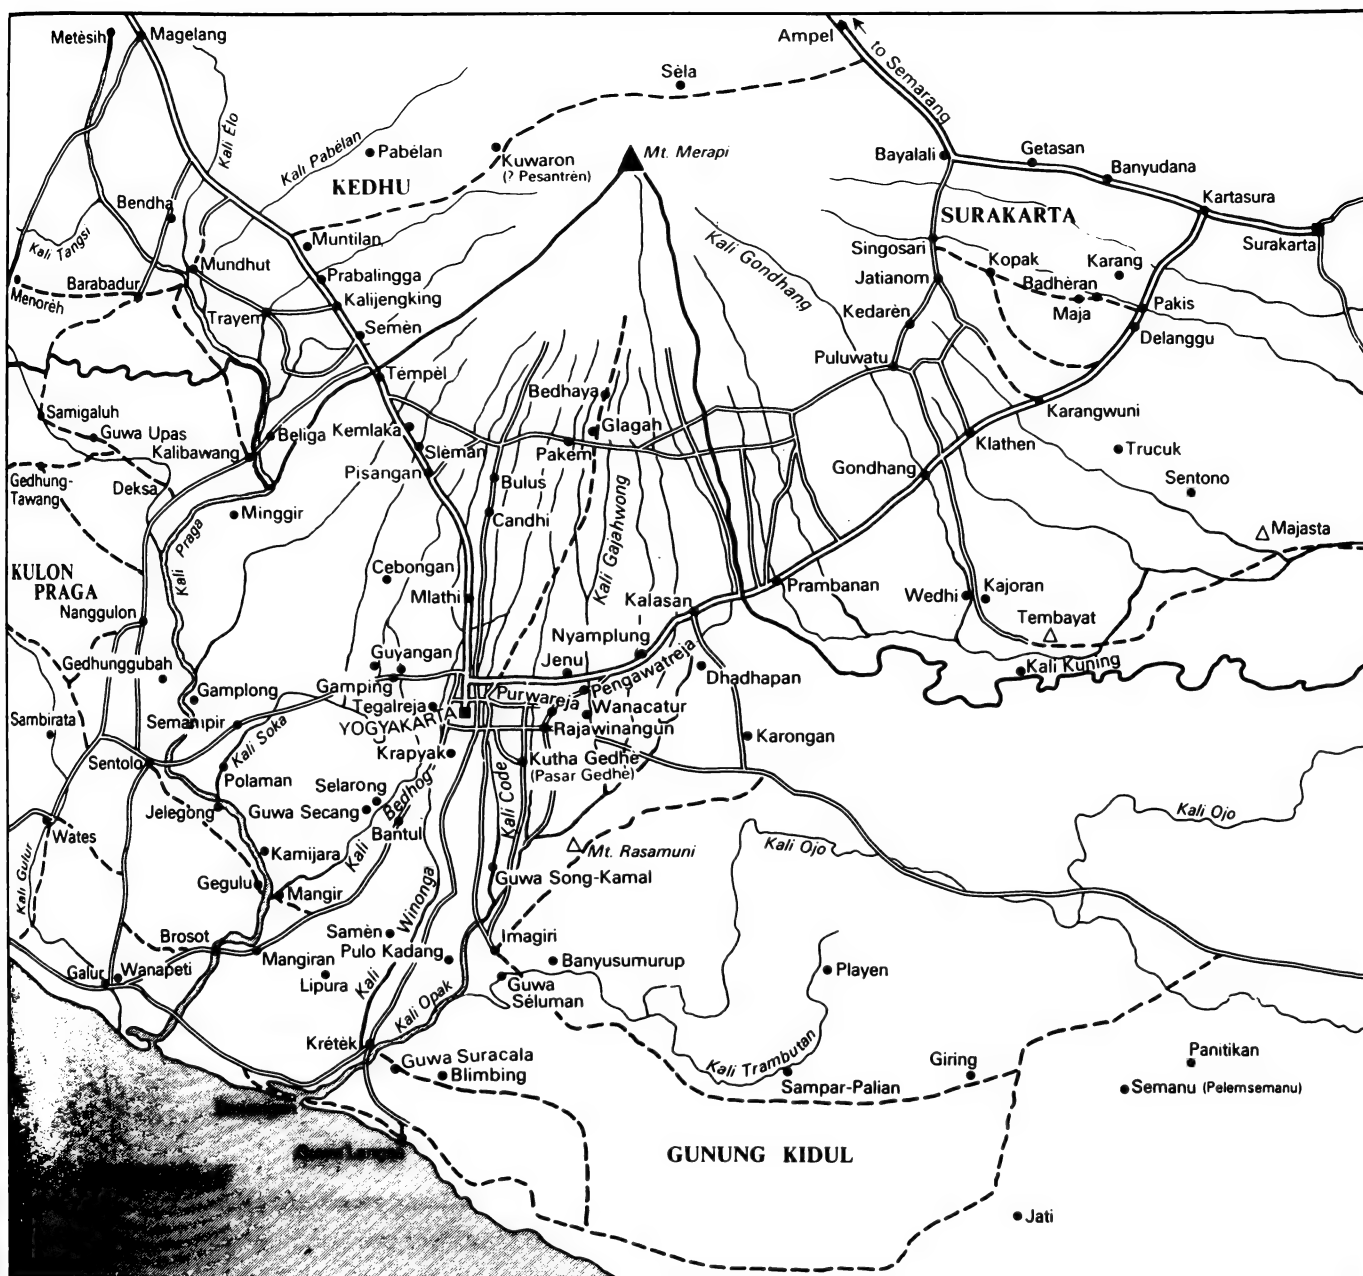 Metèsih
Magelang
Ampel
to Semarang
Sèla
Kali Élo
Kali Pabélan
Pabélan
Kuwaron
(? Pesantrèn)
Mt. Merapi
Bayalali
Getasan
Banyudana
KEDHU
Kartasura
Bendha
SURAKARTA
Surakarta
Kali Tangsi
Muntilan
Kali Gondhang
Singosari
Kopak
Karang
Menorèh
Barabadur
Mundhut
Prabalingga
Jatianom
Badhèran
Maja
Pakis
Kalijengking
Trayem
Kedarèn
Delanggu
Semèn
Puluwatu
Tèmpèl
Bedhaya
Samigaluh
Karangwuni
Guwa Upas
Beliga
Kemlaka
Glagah
Kalibawang
Slèman
Pakem
Klathen
Trucuk
Gedhung-
Tawang
Deksa
Pisangan
Bulus
Gondhang
Sentono
Minggir
Candhi
Kali Gajahwong
Majasta
Kali Praga
KULON
PRAGA
Cebongan
Mlathi
Prambanan
Kalasan
Wedhi
Kajoran
Nanggulon
Tembayat
Nyamplung
Gedhunggubah
Guyangan
Jenu
Pengawatreja
Dhadhapan
Kali Kuning
Gamplong
Gamping
Purwareja
Sambirata
Semampir
Tegalreja
Wanacatur
YOGYAKARTA
Rajawinangun
Karongan
Kali Soka
Krapyak
Kutha Gedhe
(Pasar Gedhe)
Sentolo
Polaman
Selarong
Kali Bedhog
Kali Code
Jelegong
Guwa Secang
Kali Ojo
Wates
Bantul
Kali Ojo
Kamijara
Mt. Rasamuni
Kali Gulur
Gegulu
Mangir
Guwa Song-Kamal
Kali Winonga
Brosot
Samèn
Imagiri
Mangiran
Pulo Kadang
Banyusumurup
Playen
Galur
Wanapeti
Lipura
Guwa
Séluman
Kali Opak
Krétèk
Guwa Suracala
Blimbing
Kali Trambutan
Sampar-Palian
Giring
Panitikan
Semanu (Pelemsemanu)
GUNUNG KIDUL
Jati